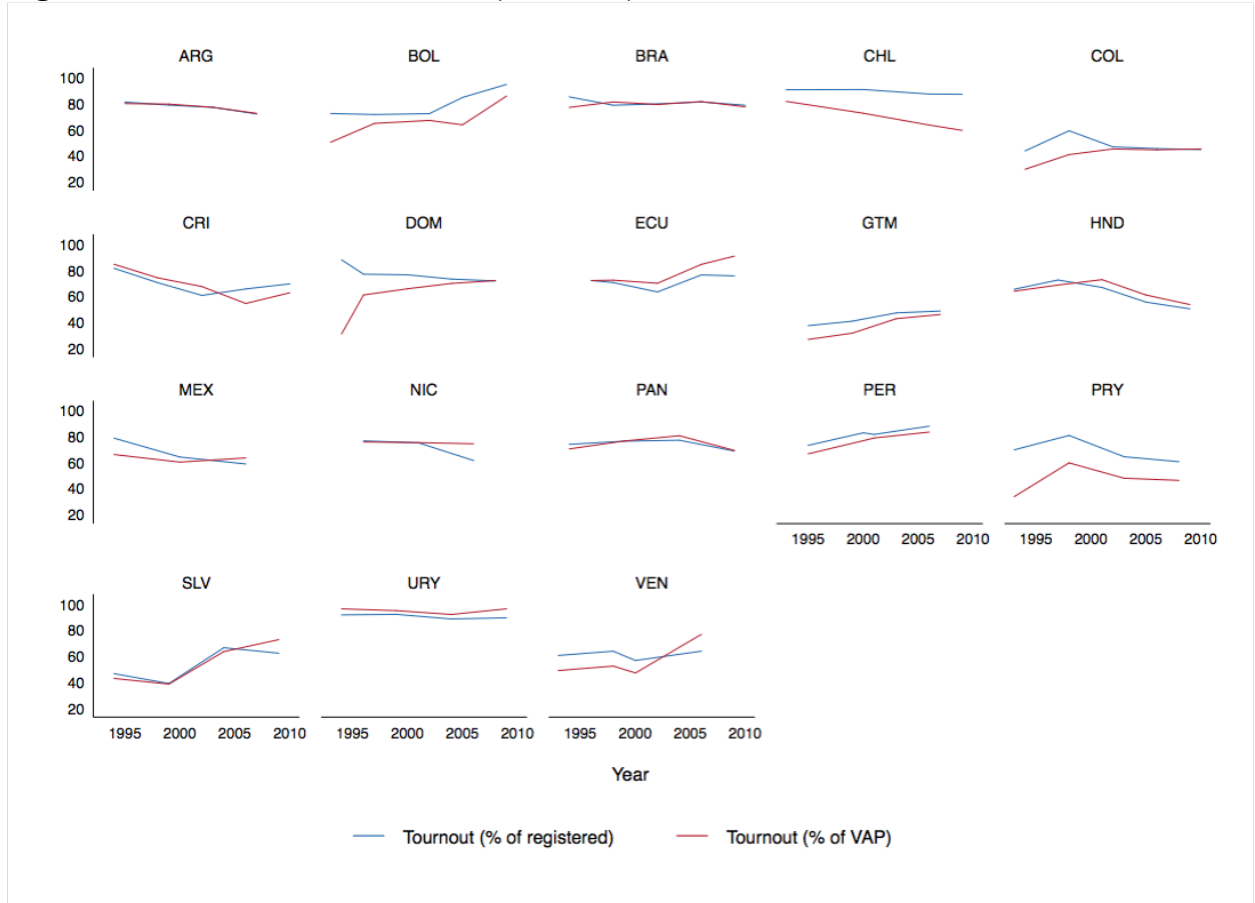 ARG BOL BRA CHL COL
100
80
60
40
20
CRI DOM ECU GTM HND
100
80
60
40
20
MEX NIC PAN PER PRY
100
80
60
40
20
1995 2000 2005 2010 1995 2000 2005 2010
SLV URY VEN
100
80
60
40
20
1995 2000 2005 2010 1995 2000 2005 2010 1995 2000 2005 2010
Year
Tournout (% of registered) Tournout (% of VAP)